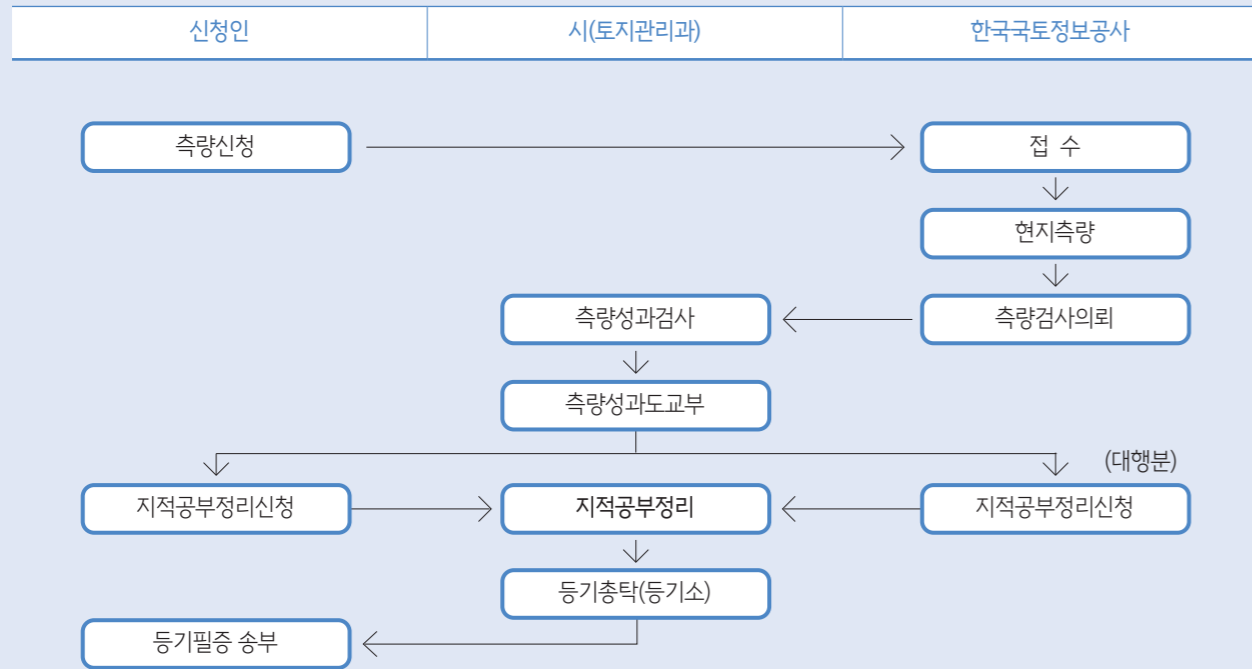 신청인
시(토지관리과)
한국국토정보공사
측량신청
접 수
현지측량
측량성과검사
측량검사의뢰
측량성과도교부
(대행분)
지적공부정리신청
지적공부정리
지적공부정리신청
등기총탁(등기소)
등기필증 송부